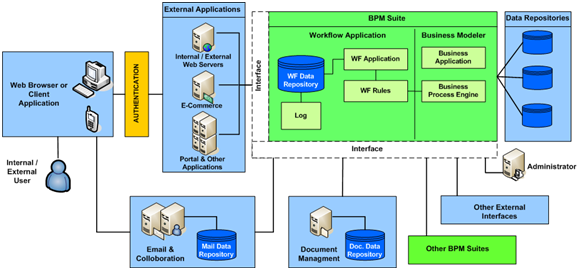 External Applications
BPM Suite
Data Repositories
Workflow Application
Business Modeler
Web Browser or
Client
Application
AUTHENTICATION
Internal / External
Web Servers
E-Commerce
Portal & Other
Applications
Interface
WF Data
Repository
Log
WF Application
WF Rules
Business
Application
Business
Process Engine
Interface
Internal /
External
User
Administrator
Email &
Colloboration
Mail Data
Repository
Document
Managment
Doc. Data
Repository
Other External
Interfaces
Other BPM Suites